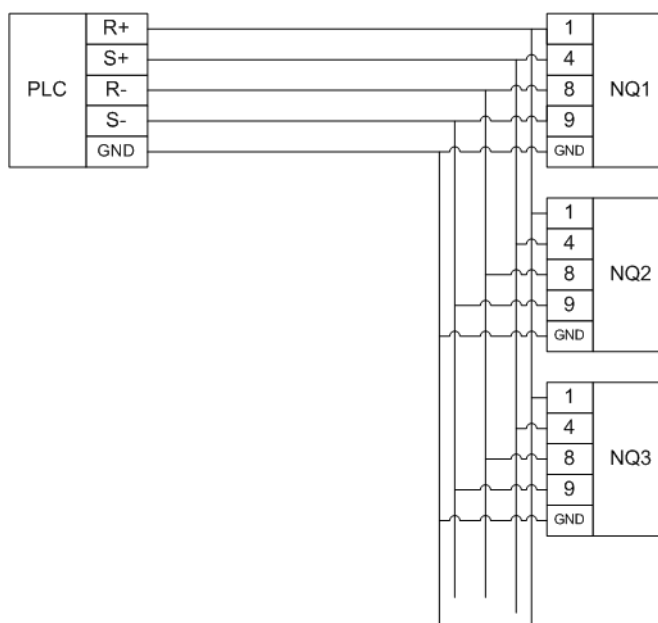 R+ 1
S+ 4
PLC R- 8 NQ1
S- 9
GND GND
1
4
8 NQ2
9
GND
1
4
8 NQ3
9
GND